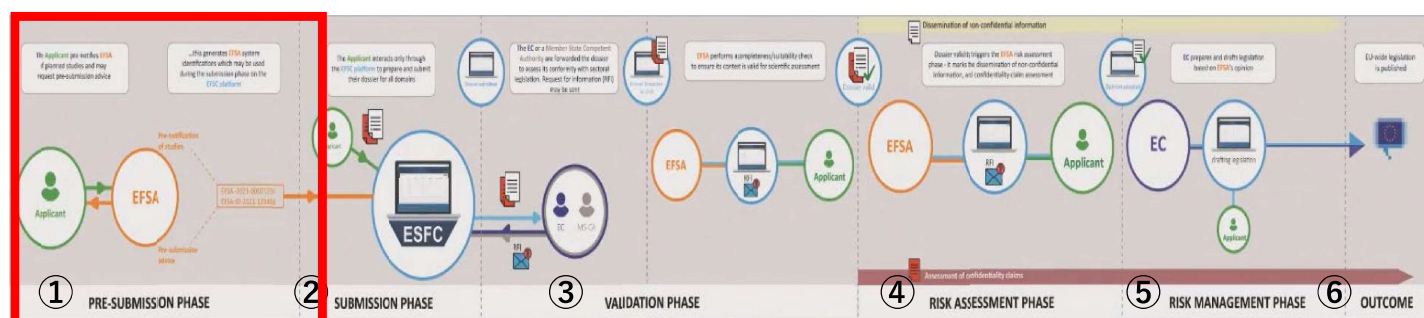 Dissemination of non-confidential information
The Applicant pre-notifies EFSA
if planned studies and may
request pre-submission advice
...this generates EFSA system
identifications which may be used
during the submission phase on the
EFSC platform
The Applicant interacts only through
the EFSC platform to prepare and submit
their dossier for all domains
The EC or a Member State Competent
Authority are forwarded the dossier
to assess its conformity with sectoral
legislation. Request for Information (RFI)
may be sent
EFSA performs a completeness/suitability check
to ensure its content is valid for scientific assessment
Dossier valid
Dossier validity triggers the EFSA risk assessment
phase - it marks the dissemination of non-confidential
information, and confidentiality claim assessment
EC prepares and drafts legislation
based on EFSA's opinion
EU-wide legislation
is published
Pre-notification
of studies
Applicant
EFSA
Pre-submission
advice
ESFC
EC
MS-CA
RFI
EFSA
RFI
Applicant
EFSA
RFI
Applicant
EC
drafting legislation
Applicant
Assessment of confidentiality claims
① PRE-SUBMISSION PHASE
② SUBMISSION PHASE
③ VALIDATION PHASE
④ RISK ASSESSMENT PHASE
⑤ RISK MANAGEMENT PHASE
⑥ OUTCOME